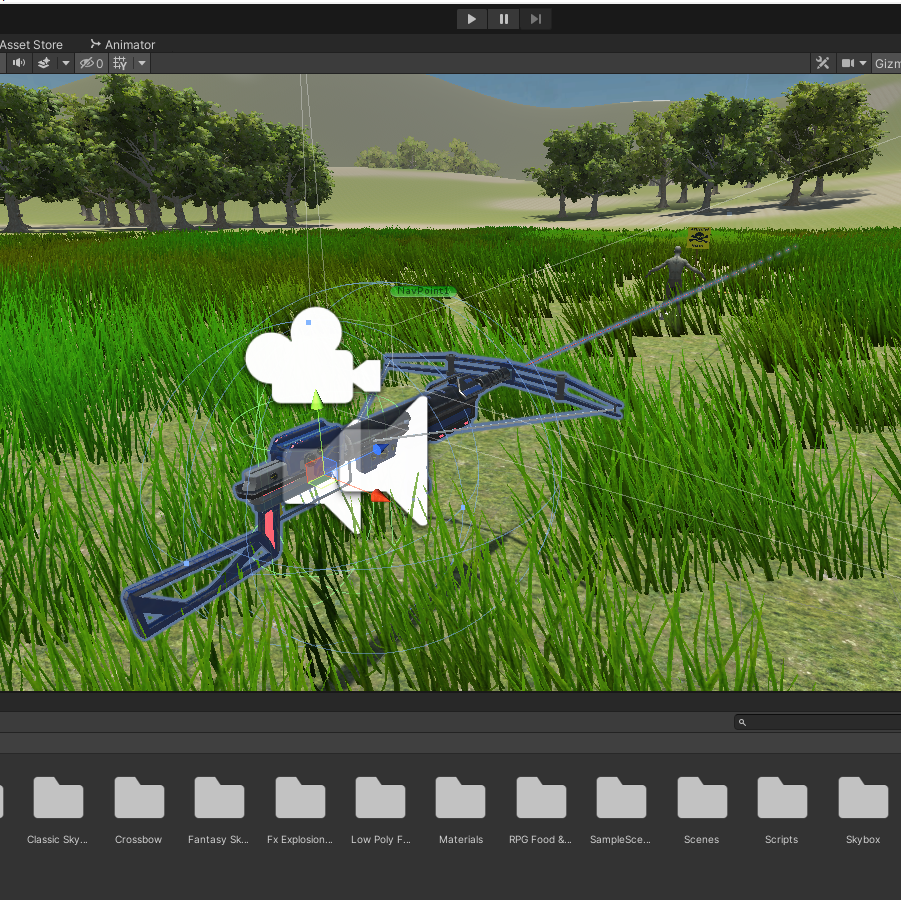 Asset Store
Animator
0
Gizm
NavPoint1
Classic Sky...
Crossbow
Fantasy Sk...
Fx Explosion...
Low Poly F...
Materials
RPG Food &...
SampleSce...
Scenes
Scripts
Skybox